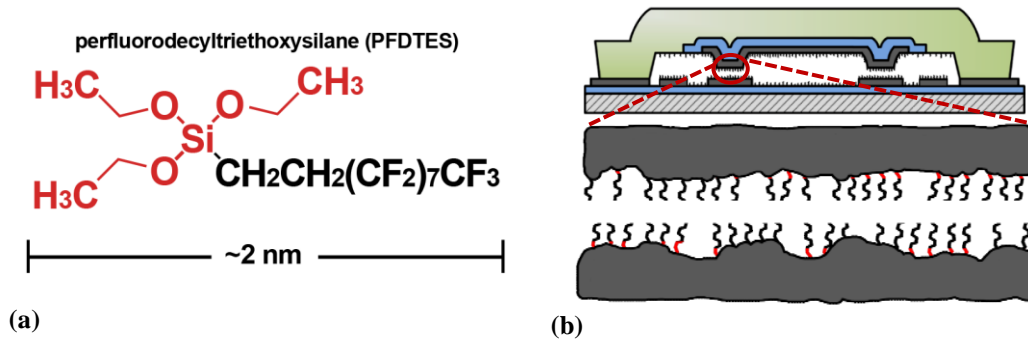 perfluorodecyltriethoxysilane (PFDTES)
H3C
CH3
O
O
Si
O
H3C
CH2CH2(CF2)7CF3
~2 nm
(a)
(b)